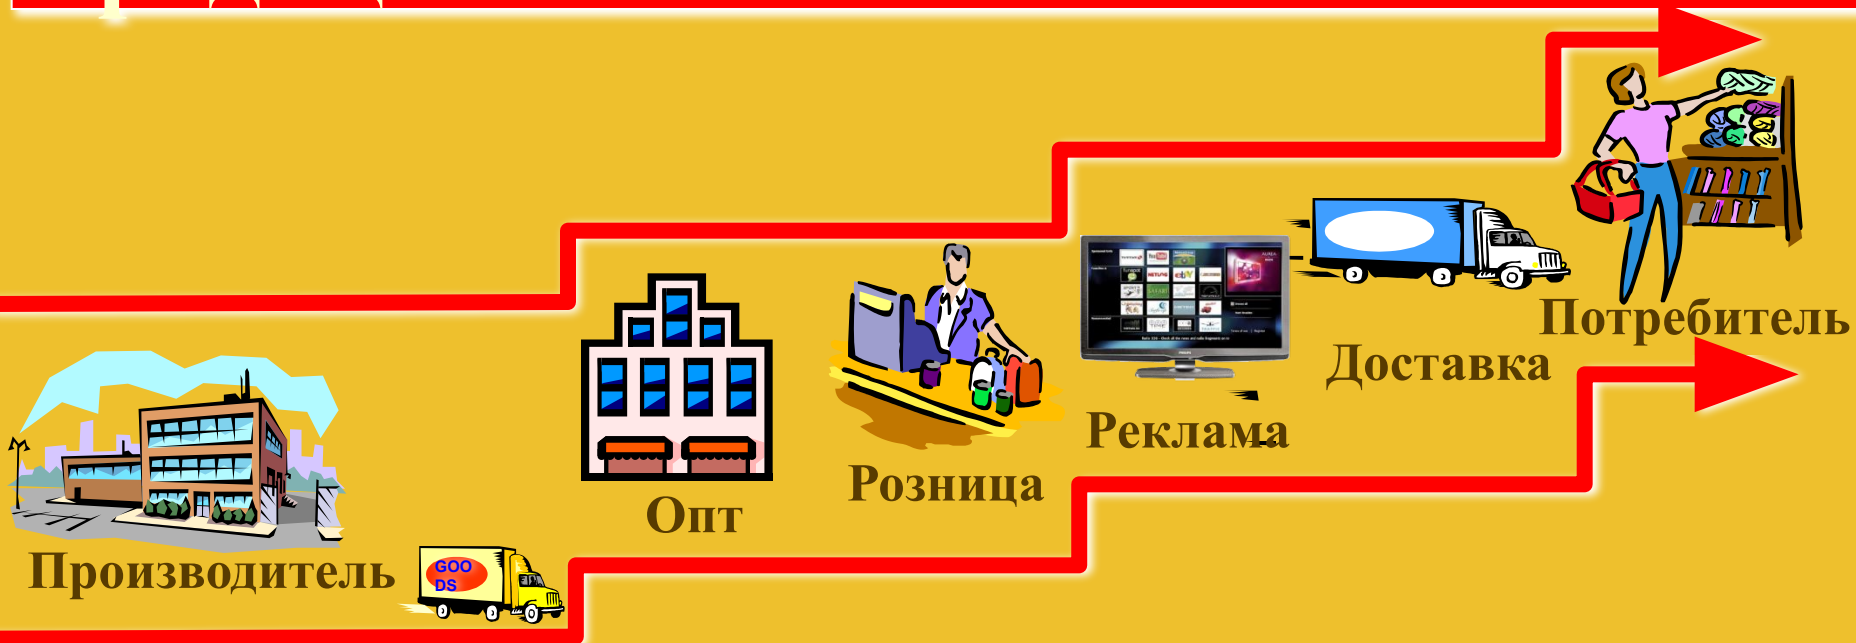 Производитель
GOO
DS
Опт
Розница
Реклама
Доставка
Потребитель